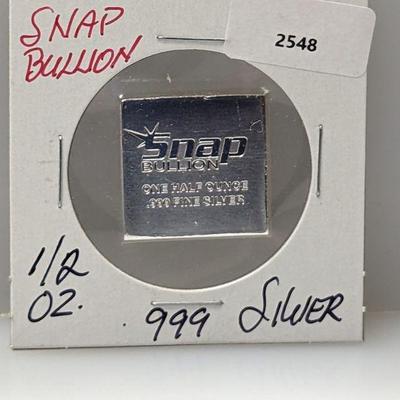 SNAP
BULLION
2548
Snap
BULLION
ONE HALF OUNCE
.999 FINE SILVER
1/2
OZ.
999 SILVER